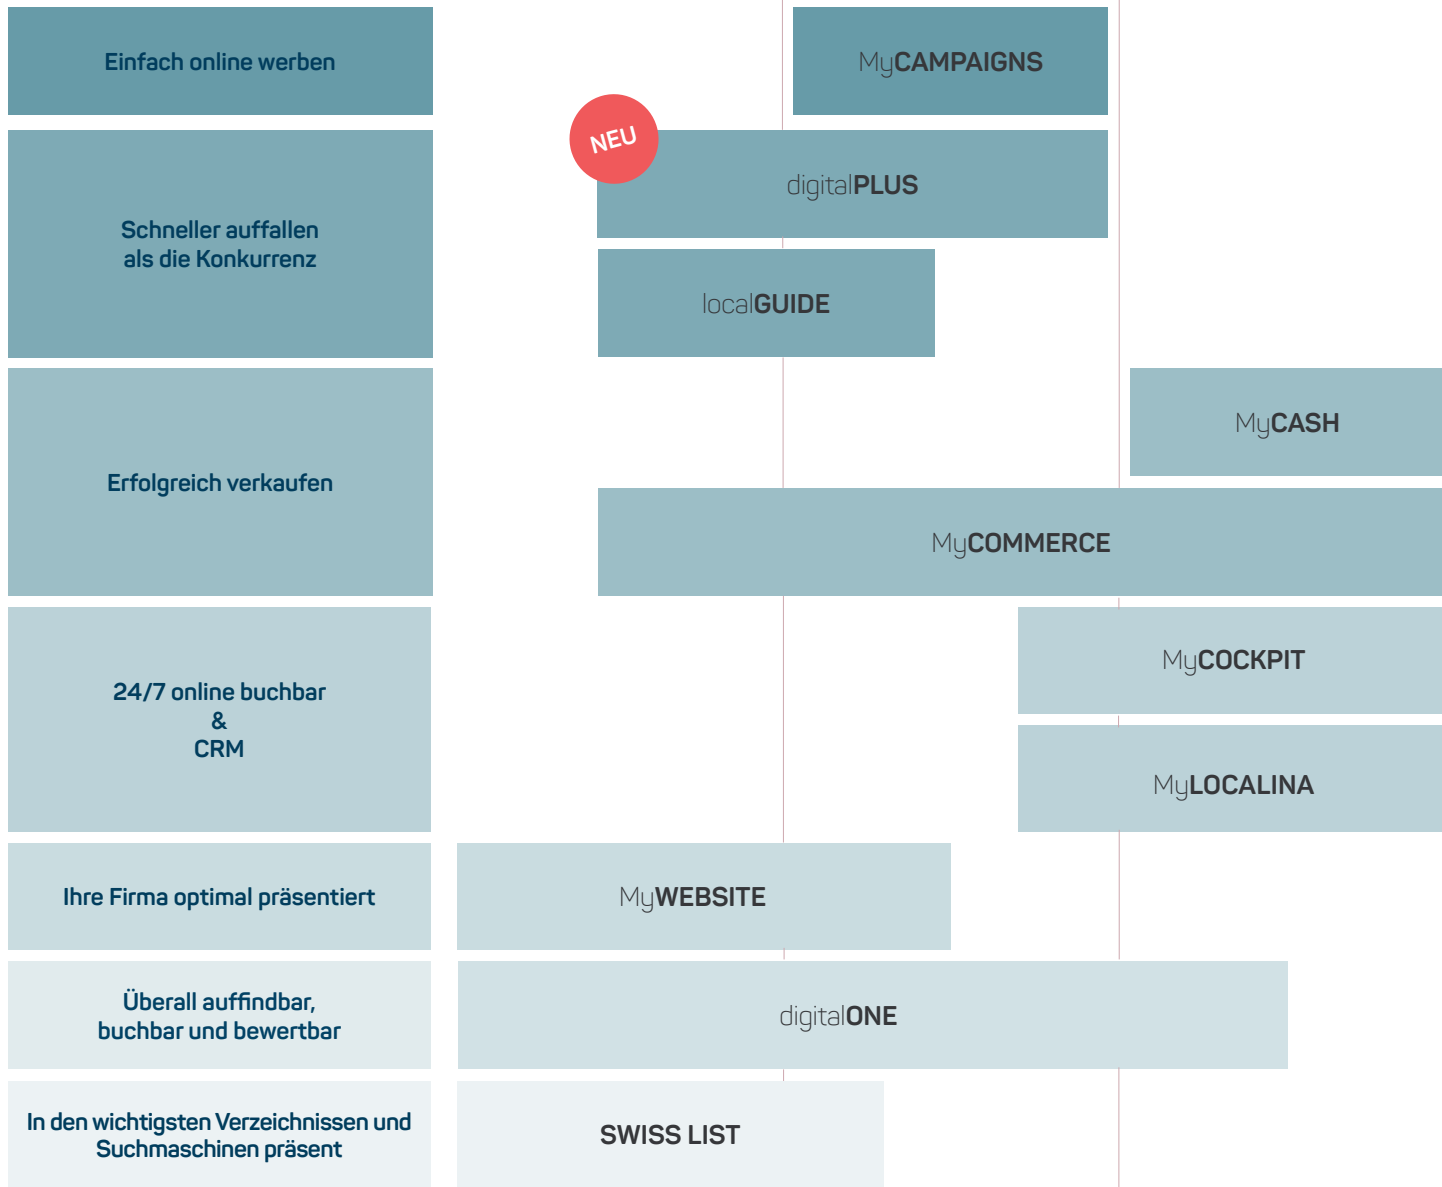 Einfach online werben
MyCAMPAIGNS
NEU
digitalPLUS
Schneller auffallen
als die Konkurrenz
localGUIDE
MyCASH
Erfolgreich verkaufen
MyCOMMERCE
MyCOCKPIT
24/7 online buchbar
&
CRM
MyLOCALINA
Ihre Firma optimal präsentiert
MyWEBSITE
Überall auffindbar,
buchbar und bewertbar
digitalONE
In den wichtigsten Verzeichnissen und
Suchmaschinen präsent
SWISS LIST